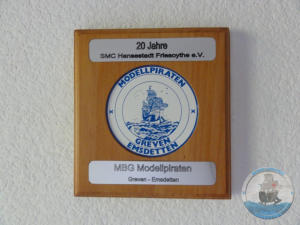 20 Jahre
SMC Hansestadt Friesoythe e.V.
MODELLPIRATEN
GREVEN
EMSDETTEN
MBG Modellpiraten
Greven - Emsdetten